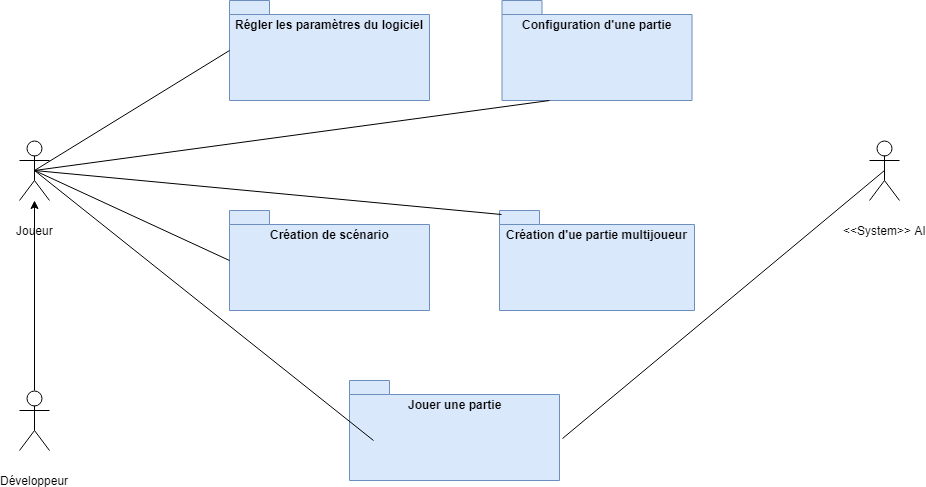 Régler les paramètres du logiciel
Configuration d'une partie
Joueur
<<System>> AI
Création de scénario
Création d'ue partie multijoueur
Jouer une partie
Développeur